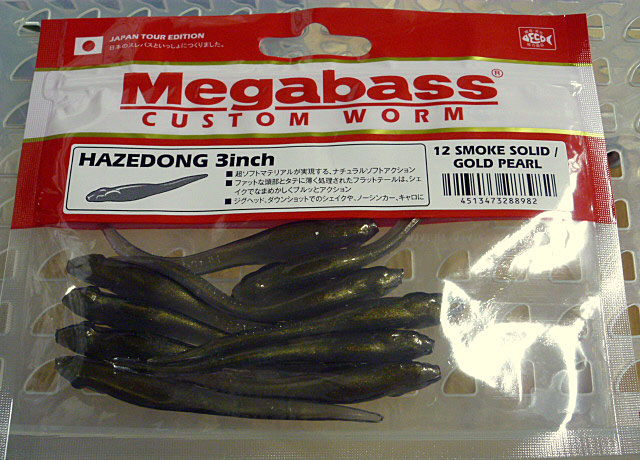 JAPAN TOUR EDITION
日本のスレバスといっしょにつくりました。
ECO
Megabass®
CUSTOM WORM
HAZEDONG 3inch
■超ソフトマテリアルが実現する、ナチュラルソフトアクション
■ファットな頭部とタテに薄く処理されたフラットテールは、シェ
イクでなまめかしくプルッとアクション
■ジグヘッド、ダウンショットでのシェイクや、ノーシンカー、キャロに
12 SMOKE SOLID /
GOLD PEARL
4513473288982